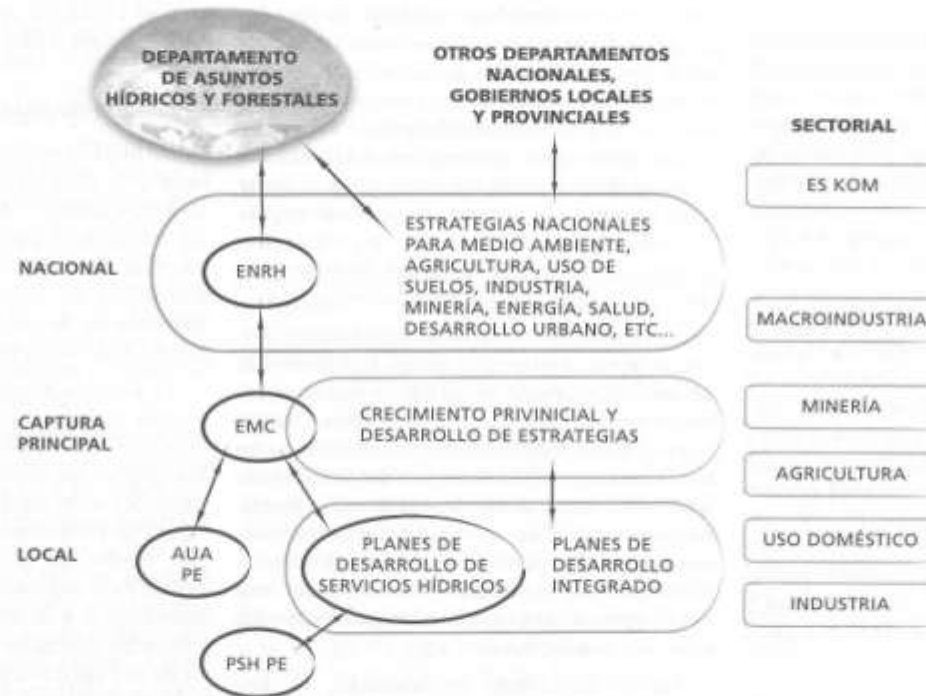 DEPARTAMENTO
DE ASUNTOS
HÍDRICOS Y FORESTALES
OTROS DEPARTAMENTOS
NACIONALES,
GOBIERNOS LOCALES
Y PROVINCIALES
SECTORIAL
ES KOM
NACIONAL
ENRH
ESTRATEGIAS NACIONALES
PARA MEDIO AMBIENTE,
AGRICULTURA, USO DE
SUELOS, INDUSTRIA,
MINERÍA, ENERGÍA, SALUD,
DESARROLLO URBANO, ETC...
MACROINDUSTRIA
CAPTURA
PRINCIPAL
EMC
CRECIMIENTO PRIVINICIAL Y
DESARROLLO DE ESTRATEGIAS
MINERÍA
AGRICULTURA
LOCAL
AUA
PE
PLANES DE
DESARROLLO DE
SERVICIOS HÍDRICOS
PLANES DE
DESARROLLO
INTEGRADO
USO DOMÉSTICO
INDUSTRIA
PSH PE